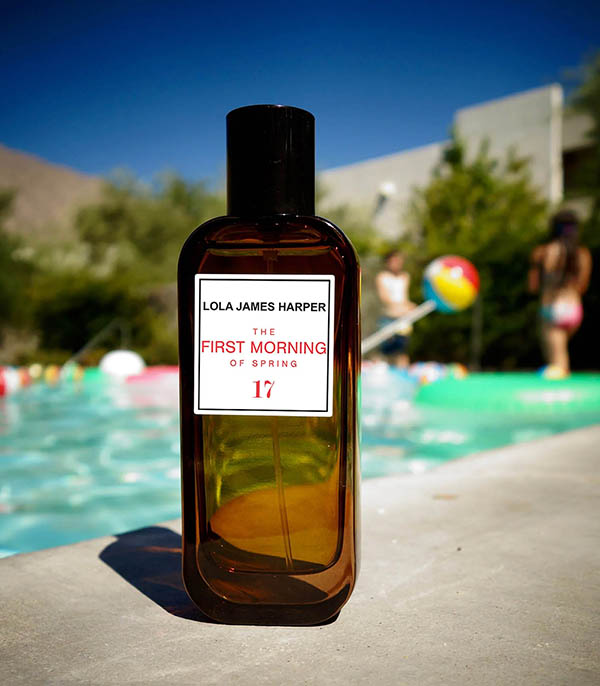 LOLA JAMES HARPER
THE
FIRST MORNING
OF SPRING
17